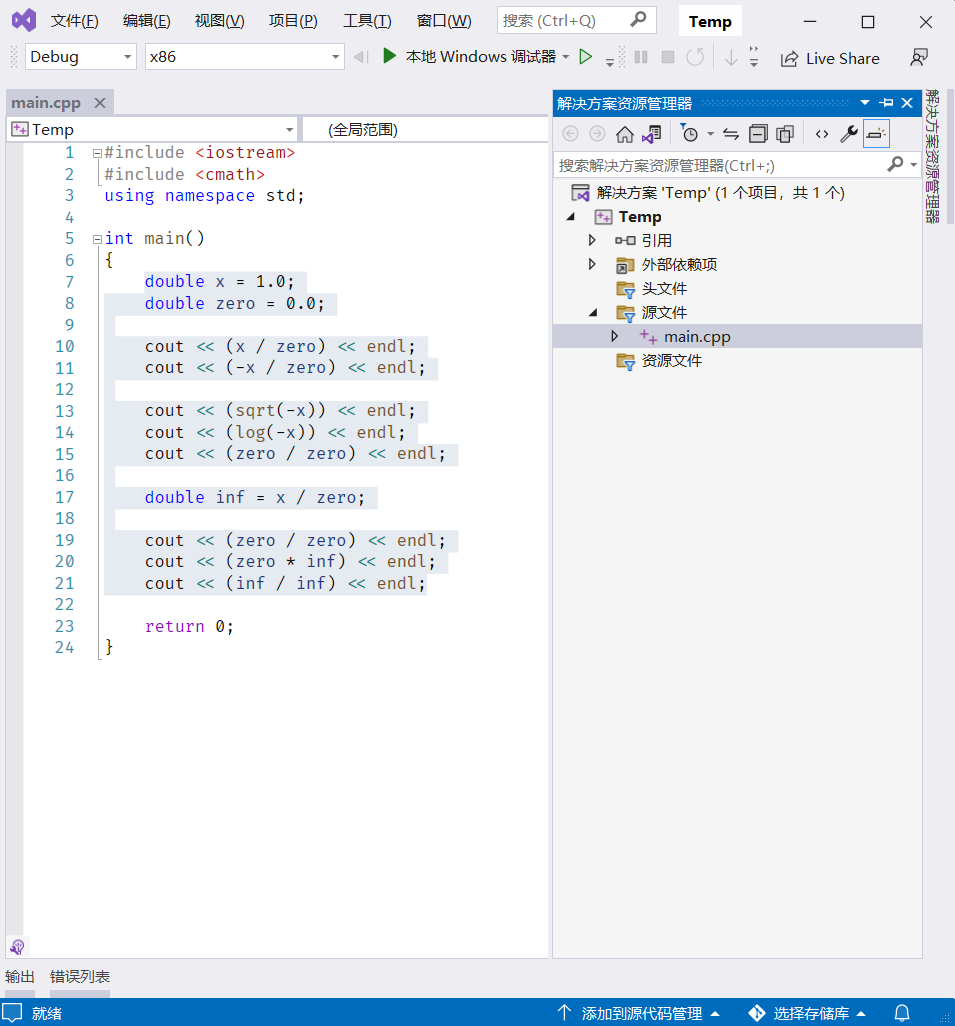 文件(F) 编辑(E) 视图(V) 项目(P) 工具(T) 窗口(W) 搜索 (Ctrl+Q) Temp
Debug x86 本地 Windows 调试器 Live Share
main.cpp
Temp (全局范围)
1 #include <iostream>
2 #include <cmath>
3 using namespace std;
4
5 int main()
6 {
7 double x = 1.0;
8 double zero = 0.0;
9
10 cout << (x / zero) << endl;
11 cout << (-x / zero) << endl;
12
13 cout << (sqrt(-x)) << endl;
14 cout << (log(-x)) << endl;
15 cout << (zero / zero) << endl;
16
17 double inf = x / zero;
18
19 cout << (zero / zero) << endl;
20 cout << (zero * inf) << endl;
21 cout << (inf / inf) << endl;
22
23 return 0;
24 }
解决方案资源管理器
搜索解决方案资源管理器(Ctrl+;)
解决方案 'Temp' (1 个项目，共 1 个)
Temp
引用
外部依赖项
头文件
源文件
main.cpp
资源文件
解决方案资源管理器
输出 错误列表
就绪 添加到源代码管理 选择存储库